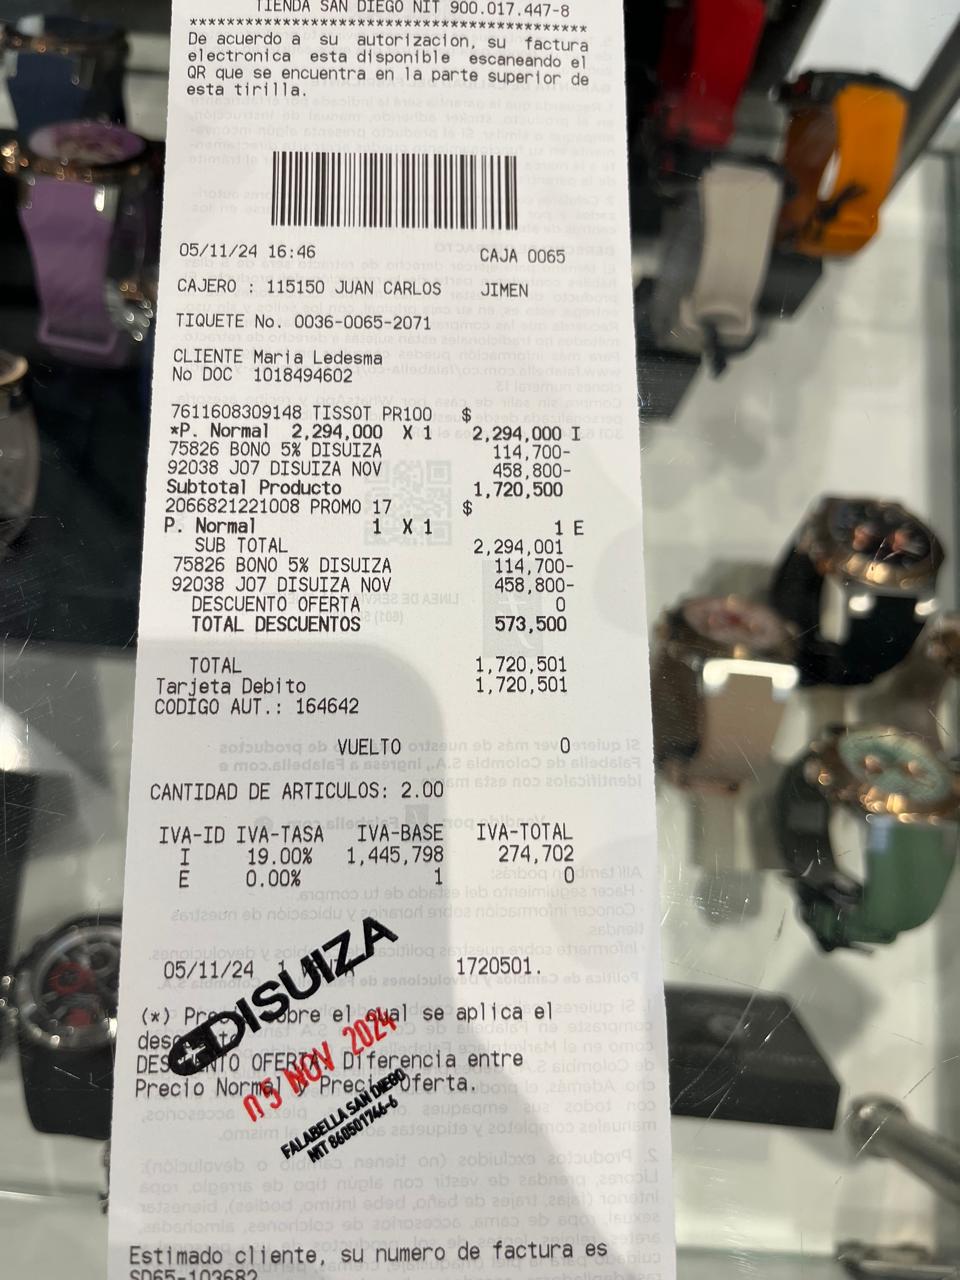 TIENDA SAN DIEGO NIT 900.017.447-8
****************************************
De acuerdo a su autorizacion, su factura
electronica esta disponible escaneando el
QR que se encuentra en la parte superior de
esta tirilla.
05/11/24 16:46 CAJA 0065
CAJERO : 115150 JUAN CARLOS JIMEN
TIQUETE No. 0036-0065-2071
CLIENTE Maria Ledesma
No DOC 1018494602
7611608309148 TISSOT PR100 $
*P. Normal 2,294,000 X 1 2,294,000 I
75826 BONO 5% DISUIZA 114,700-
92038 J07 DISUIZA NOV 458,800-
Subtotal Producto 1,720,500
2066821221008 PROMO 17 $
P. Normal 1 X 1 1 E
SUB TOTAL 2,294,001
75826 BONO 5% DISUIZA 114,700-
92038 J07 DISUIZA NOV 458,800-
DESCUENTO OFERTA 0
TOTAL DESCUENTOS 573,500
TOTAL 1,720,501
Tarjeta Debito 1,720,501
CODIGO AUT.: 164642
VUELTO 0
CANTIDAD DE ARTICULOS: 2.00
IVA-ID IVA-TASA IVA-BASE IVA-TOTAL
I 19.00% 1,445,798 274,702
E 0.00% 1 0
05/11/24 1720501.
DISUIZA
(*) sobre el cual se aplica el
OFERTA: Diferencia entre
Precio Normal y Precio Oferta.
5 NOV 2024
FALABELLA SAN DIEGO
NIT 860501746-6
Estimado cliente, su numero de factura es
SD65-103682